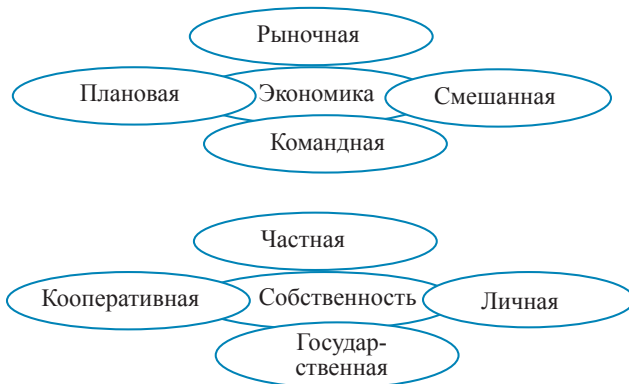 Рыночная
Плановая
Экономика
Смешанная
Командная
Частная
Кооперативная
Собственность
Личная
Государ-
ственная